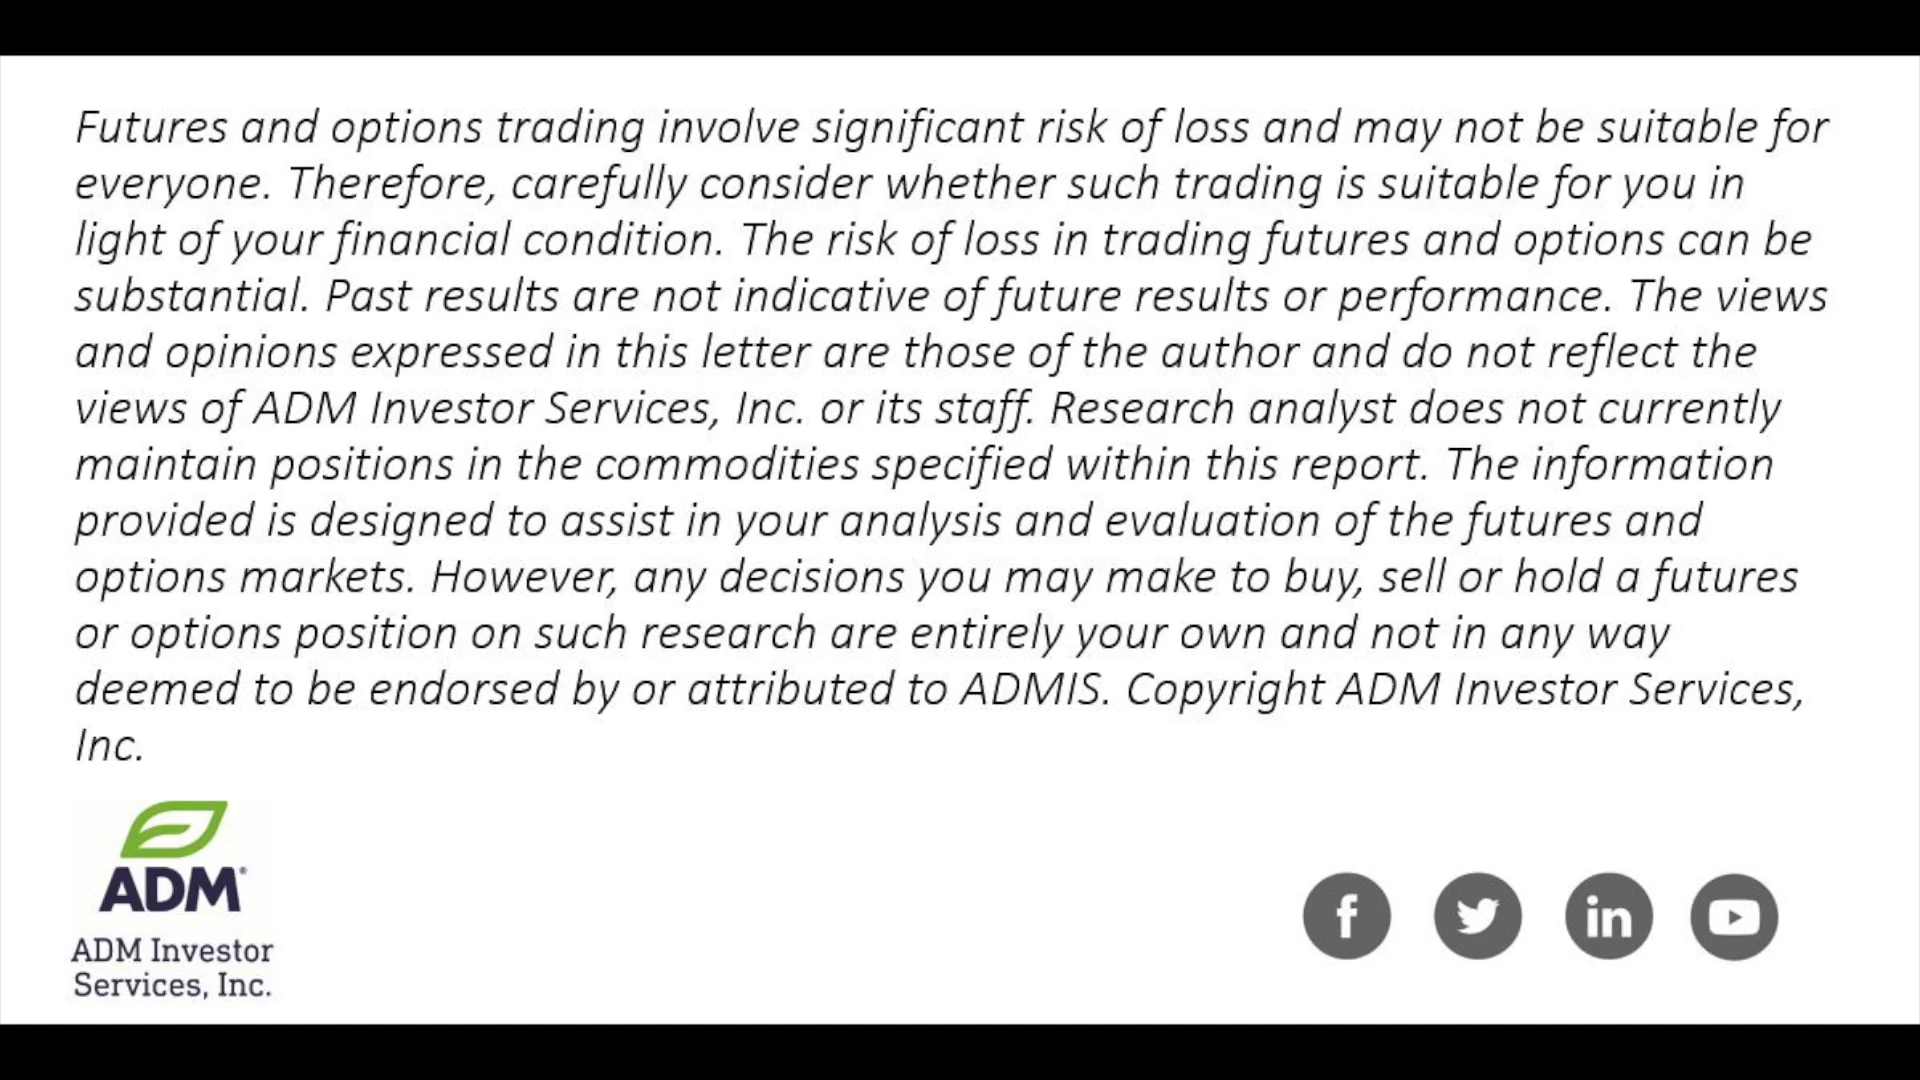 Futures and options trading involve significant risk of loss and may not be suitable for
everyone. Therefore, carefully consider whether such trading is suitable for you in
light of your financial condition. The risk of loss in trading futures and options can be
substantial. Past results are not indicative of future results or performance. The views
and opinions expressed in this letter are those of the author and do not reflect the
views of ADM Investor Services, Inc. or its staff. Research analyst does not currently
maintain positions in the commodities specified within this report. The information
provided is designed to assist in your analysis and evaluation of the futures and
options markets. However, any decisions you may make to buy, sell or hold a futures
or options position on such research are entirely your own and not in any way
deemed to be endorsed by or attributed to ADMIS. Copyright ADM Investor Services,
Inc.
ADM®
ADM Investor
Services, Inc.
f
in